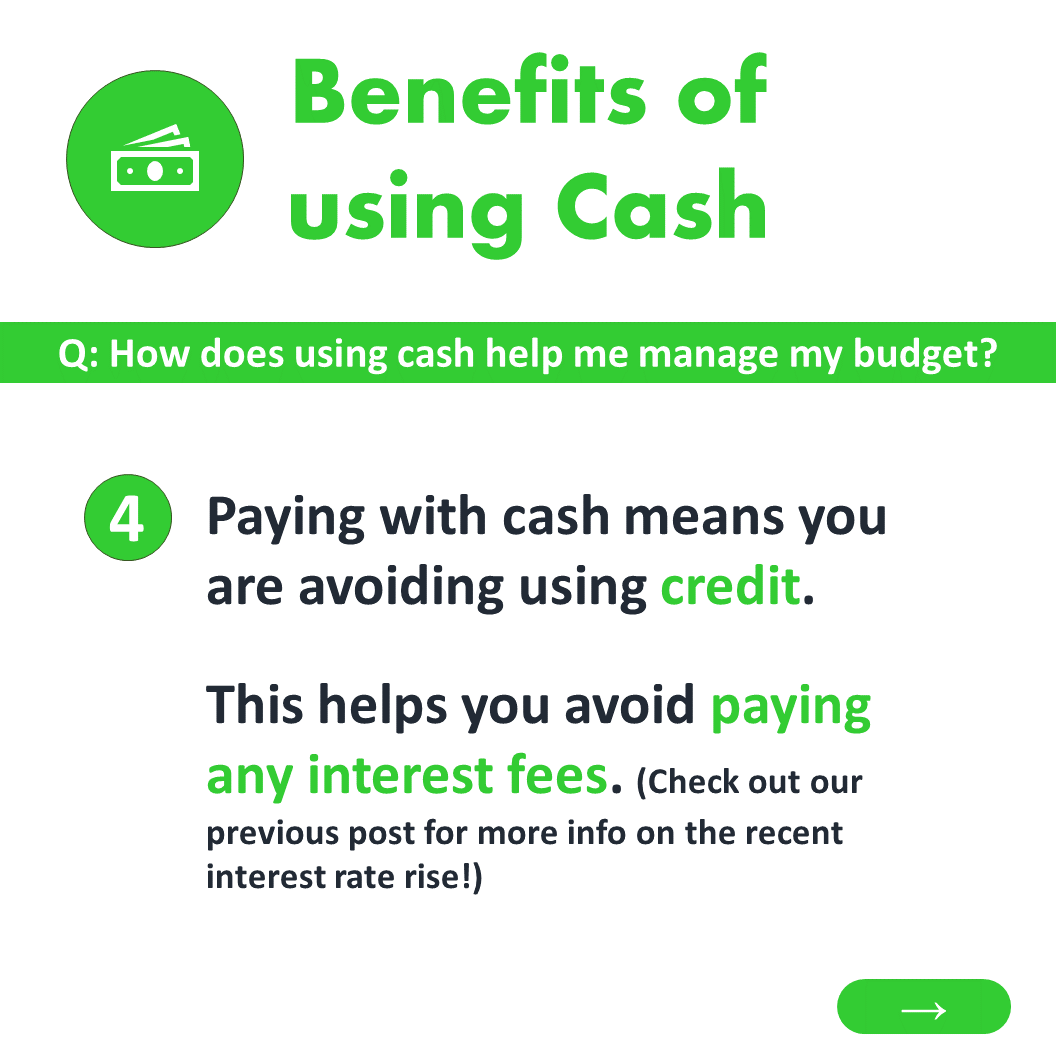 Benefits of
using Cash
Q: How does using cash help me manage my budget?
4
Paying with cash means you
are avoiding using credit.
This helps you avoid paying
any interest fees. (Check out our
previous post for more info on the recent
interest rate rise!)